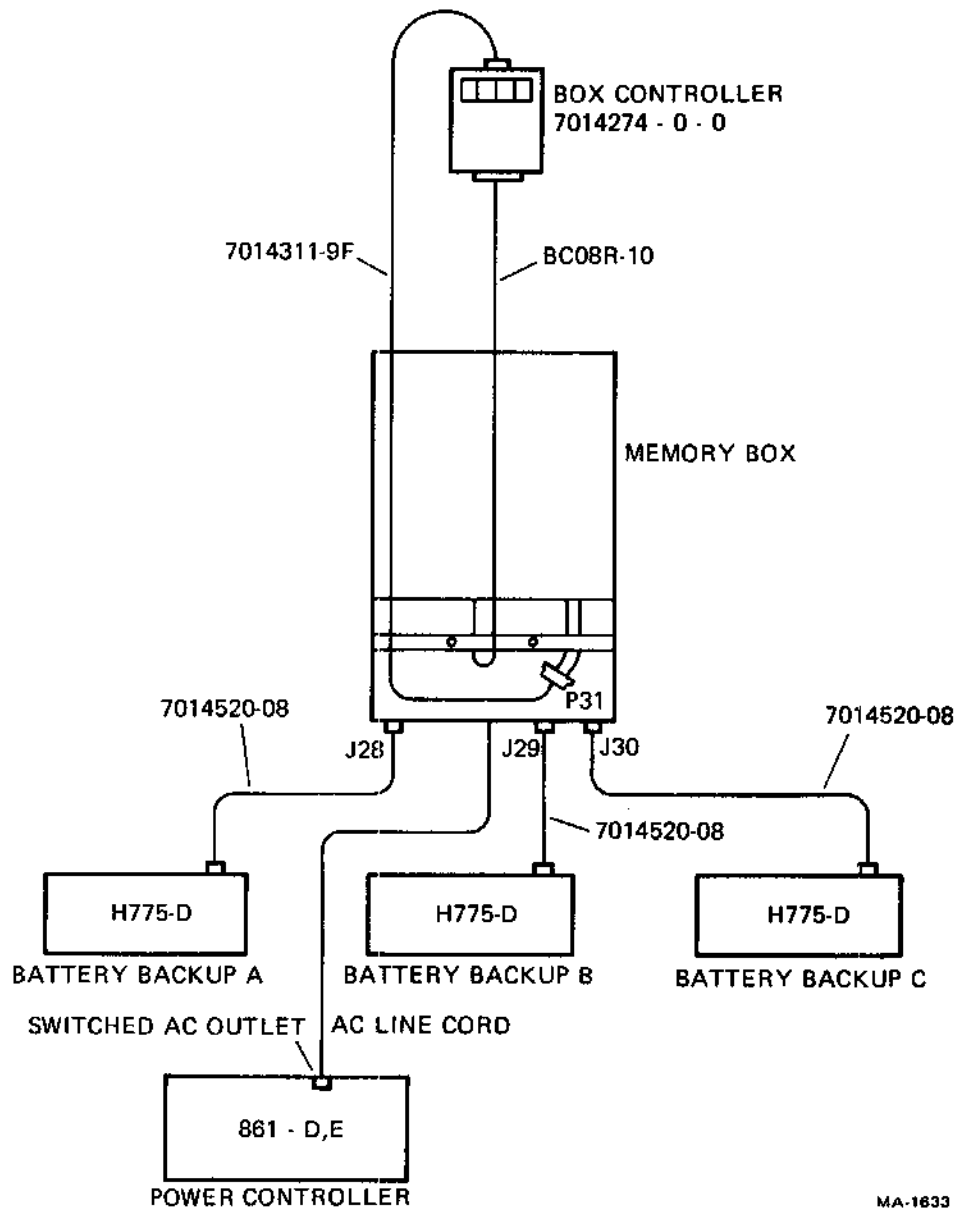 BOX CONTROLLER
7014274 - 0 - 0
7014311-9F
BC08R-10
MEMORY BOX
P31
7014520-08
7014520-08
J28
J29
J30
7014520-08
H775-D
H775-D
H775-D
BATTERY BACKUP A
BATTERY BACKUP B
BATTERY BACKUP C
SWITCHED AC OUTLET
AC LINE CORD
861 - D,E
POWER CONTROLLER
MA-1633